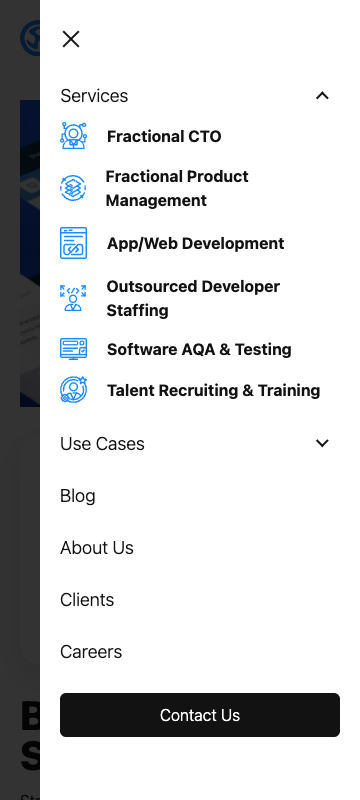 Services
Fractional CTO
Fractional Product
Management
App/Web Development
Outsourced Developer
Staffing
Software AQA & Testing
Talent Recruiting & Training
Use Cases
Blog
About Us
Clients
Careers
Contact Us